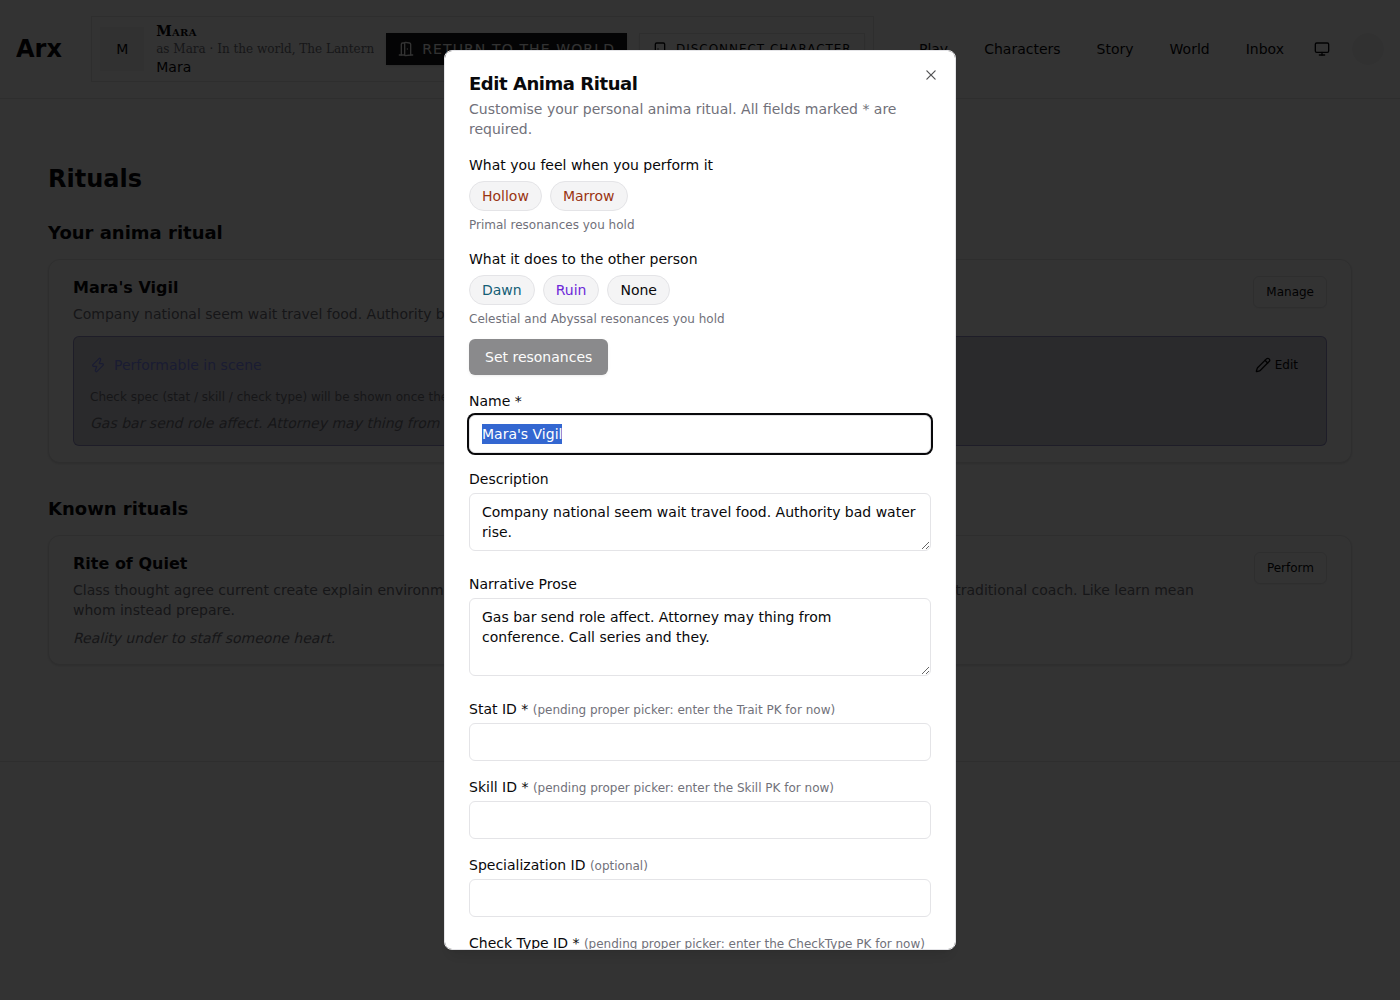 Arx
M
Mara
as Mara · In the world, The Lantern
Mara
RETURN TO THE WORLD
DISCONNECT CHARACTER
Play
Characters
Story
World
Inbox
Rituals
Your anima ritual
Mara's Vigil
Company national seem wait travel food. Authority b
Manage
Performable in scene
Edit
Check spec (stat / skill / check type) will be shown once the
Gas bar send role affect. Attorney may thing from
Known rituals
Rite of Quiet
Class thought agree current create explain environm
traditional coach. Like learn mean
whom instead prepare.
Reality under to staff someone heart.
Perform
Edit Anima Ritual
Customise your personal anima ritual. All fields marked * are
required.
What you feel when you perform it
Hollow
Marrow
Primal resonances you hold
What it does to the other person
Dawn
Ruin
None
Celestial and Abyssal resonances you hold
Set resonances
Name *
Mara's Vigil
Description
Company national seem wait travel food. Authority bad water
rise.
Narrative Prose
Gas bar send role affect. Attorney may thing from
conference. Call series and they.
Stat ID * (pending proper picker: enter the Trait PK for now)
Skill ID * (pending proper picker: enter the Skill PK for now)
Specialization ID (optional)
Check Type ID * (pending proper picker: enter the CheckType PK for now)